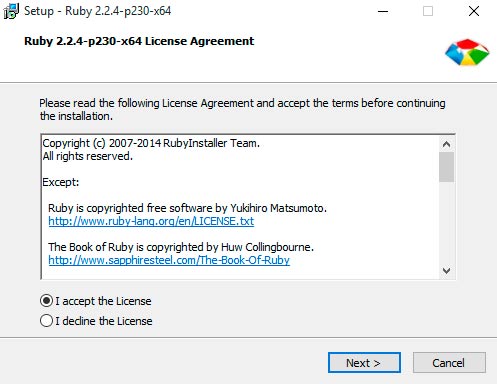 Setup - Ruby 2.2.4-p230-x64
Ruby 2.2.4-p230-x64 License Agreement
Please read the following License Agreement and accept the terms before continuing
the installation.
Copyright (c) 2007-2014 RubyInstaller Team.
All rights reserved.
Except:
Ruby is copyrighted free software by Yukihiro Matsumoto.
http://www.ruby-lang.org/en/LICENSE.txt
The Book of Ruby is copyrighted by Huw Collingbourne.
http://www.sapphiresteel.com/The-Book-Of-Ruby
I accept the License
I decline the License
Next >
Cancel